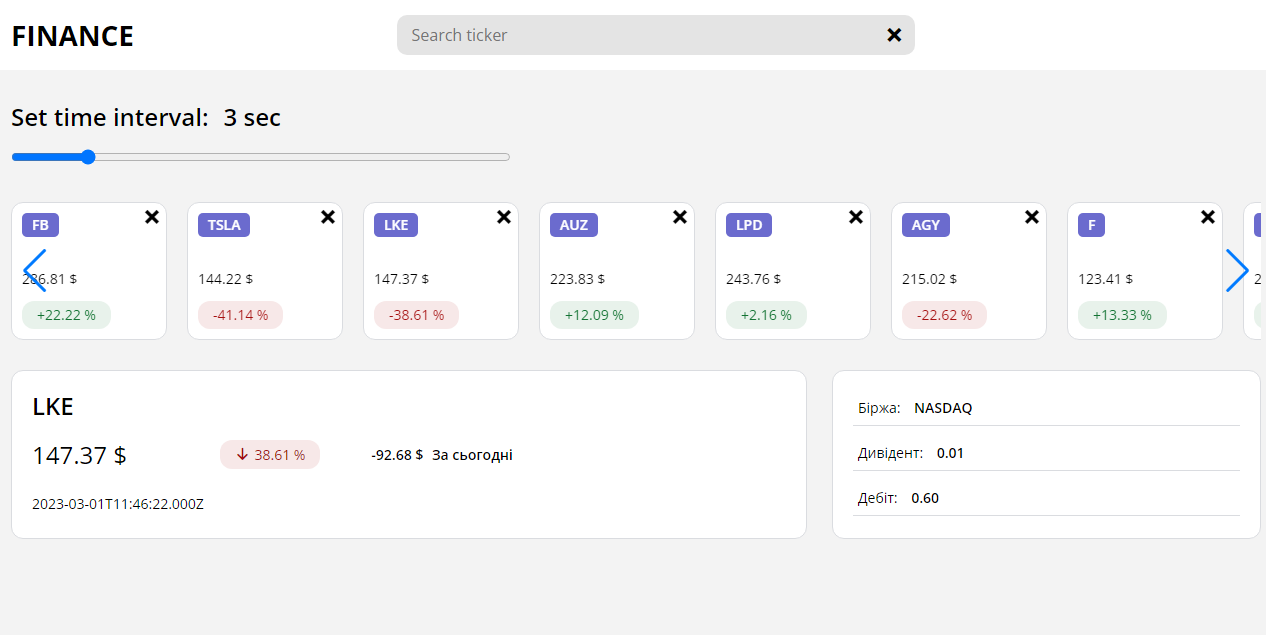 FINANCE
Search ticker
Set time interval: 3 sec
FB TSLA LKE AUZ LPD AGY F
286.81 $ 144.22 $ 147.37 $ 223.83 $ 243.76 $ 215.02 $ 123.41 $ 2
+22.22 % -41.14 % -38.61 % +12.09 % +2.16 % -22.62 % +13.33 %
LKE
147.37 $ ↓ 38.61 % -92.68 $ За сьогодні
2023-03-01T11:46:22.000Z
Біржа: NASDAQ
Дивідент: 0.01
Дебіт: 0.60